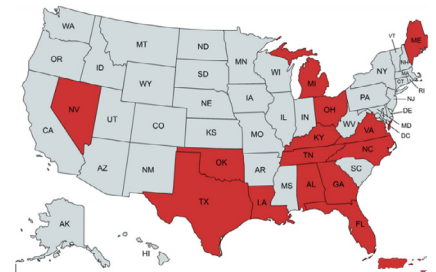 WA
MT
ND
MN
VT
ME
OR
ID
SD
WI
MI
NY
NH
MA
CT
RI
WY
NE
IA
PA
NJ
NV
UT
CO
KS
MO
IL
IN
OH
WV
VA
DE
MD
DC
CA
KY
NC
TN
AZ
NM
OK
AR
SC
TX
LA
MS
AL
GA
FL
AK
HI